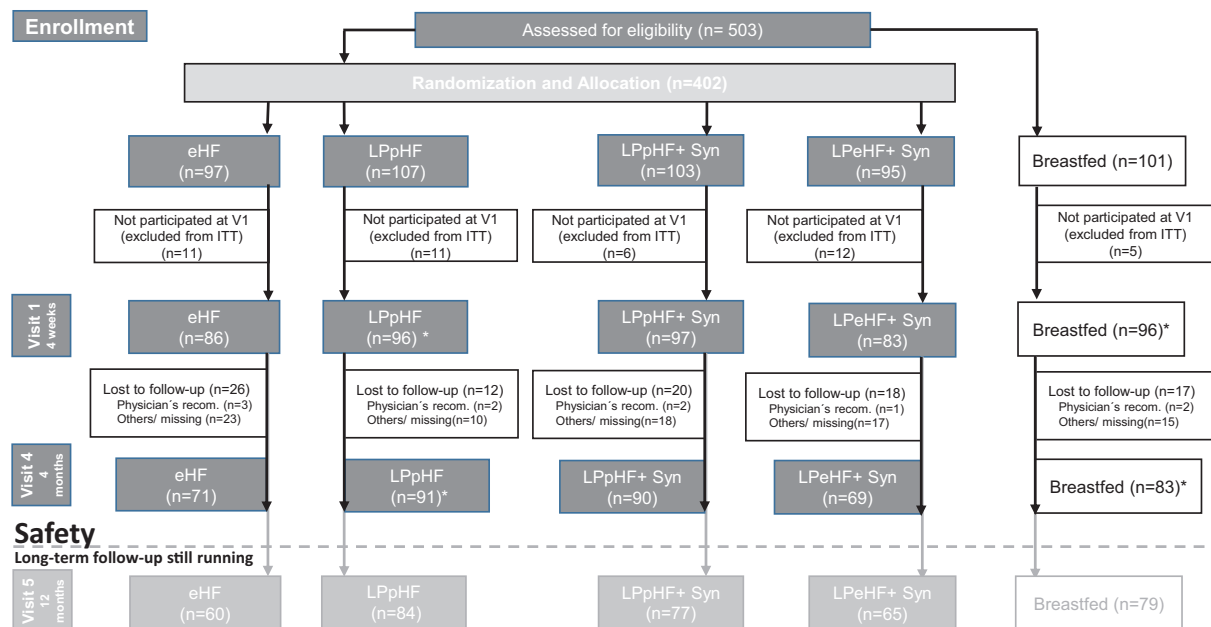 Enrollment
Assessed for eligibility (n= 503)
Randomization and Allocation (n=402)
eHF
(n=97)
LPpHF
(n=107)
LPpHF+ Syn
(n=103)
LPeHF+ Syn
(n=95)
Breastfed (n=101)
Not participated at V1
(excluded from ITT)
(n=11)
Not participated at V1
(excluded from ITT)
(n=11)
Not participated at V1
(excluded from ITT)
(n=6)
Not participated at V1
(excluded from ITT)
(n=12)
Not participated at V1
(excluded from ITT)
(n=5)
Visit 1
4 weeks
eHF
(n=86)
LPpHF
(n=96) *
LPpHF+ Syn
(n=97)
LPeHF+ Syn
(n=83)
Breastfed (n=96)*
Lost to follow-up (n=26)
Physician´s recom. (n=3)
Others/ missing (n=23)
Lost to follow-up (n=12)
Physician´s recom. (n=2)
Others/ missing(n=10)
Lost to follow-up (n=20)
Physician´s recom. (n=2)
Others/ missing(n=18)
Lost to follow-up (n=18)
Physician´s recom. (n=1)
Others/ missing(n=17)
Lost to follow-up (n=17)
Physician´s recom. (n=2)
Others/ missing(n=15)
Visit 4
4
months
eHF
(n=71)
LPpHF
(n=91)*
LPpHF+ Syn
(n=90)
LPeHF+ Syn
(n=69)
Breastfed (n=83)*
Safety
Long-term follow-up still running
Visit 5
12
months
eHF
(n=60)
LPpHF
(n=84)
LPpHF+ Syn
(n=77)
LPeHF+ Syn
(n=65)
Breastfed (n=79)